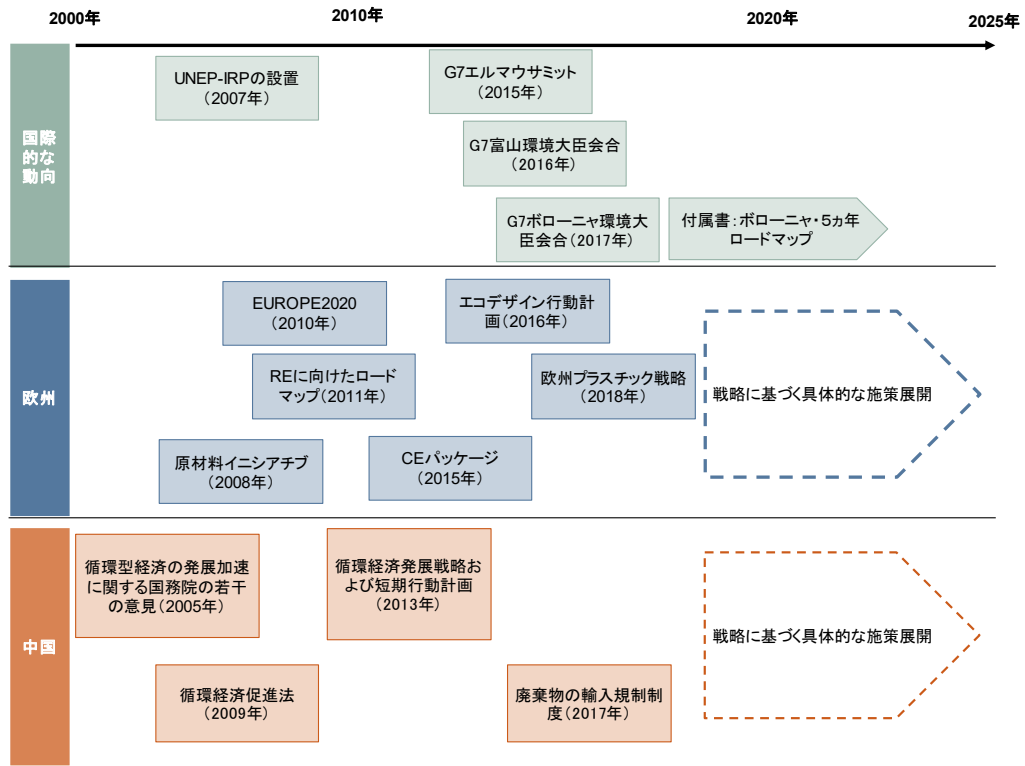 2000年
2010年
2020年
2025年
国際
的な
動向
UNEP-IRPの設置
（2007年）
G7エルマウサミット
（2015年）
G7富山環境大臣会合
（2016年）
G7ボローニャ環境大
臣会合（2017年）
付属書：ボローニャ・５ヵ年
ロードマップ
欧州
EUROPE2020
（2010年）
エコデザイン行動計
画（2016年）
REに向けたロード
マップ（2011年）
欧州プラスチック戦略
（2018年）
原材料イニシアチブ
（2008年）
CEパッケージ
（2015年）
戦略に基づく具体的な施策展開
中国
循環型経済の発展加速
に関する国務院の若干
の意見（2005年）
循環経済発展戦略お
よび短期行動計画
（2013年）
循環経済促進法
（2009年）
廃棄物の輸入規制制
度（2017年）
戦略に基づく具体的な施策展開